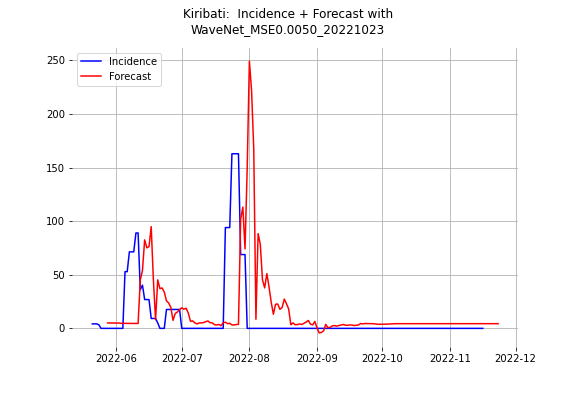 Kiribati:  Incidence + Forecast with
WaveNet_MSE0.0050_20221023
Incidence
Forecast
250
200
150
100
50
0
2022-06 2022-07 2022-08 2022-09 2022-10 2022-11 2022-12